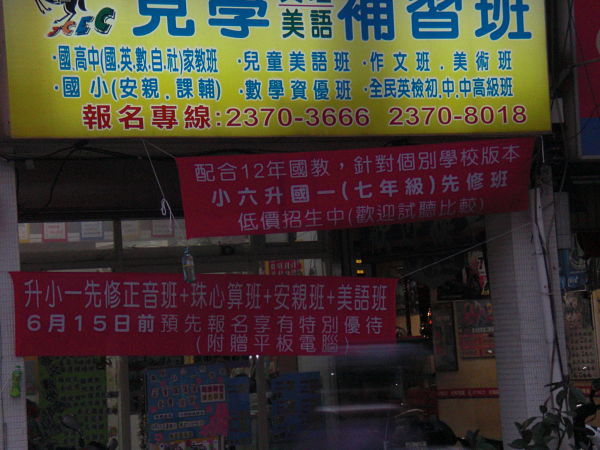 見學 美語 補習班
JCEC
·國.高中(國.英.數.自.社)家教班 ·兒童美語班 ·作文班.美術班
·國小(安親.課輔) ·數學資優班 ·全民英檢初.中.中高級班
報名專線:2370-3666 2370-8018
配合12年國教，針對個別學校版本
小六升國一(七年級)先修班
低價招生中(歡迎試聽比較)
升小一先修正音班+珠心算班+安親班+美語班
6月15日前預先報名享有特別優待
(附贈平板電腦)